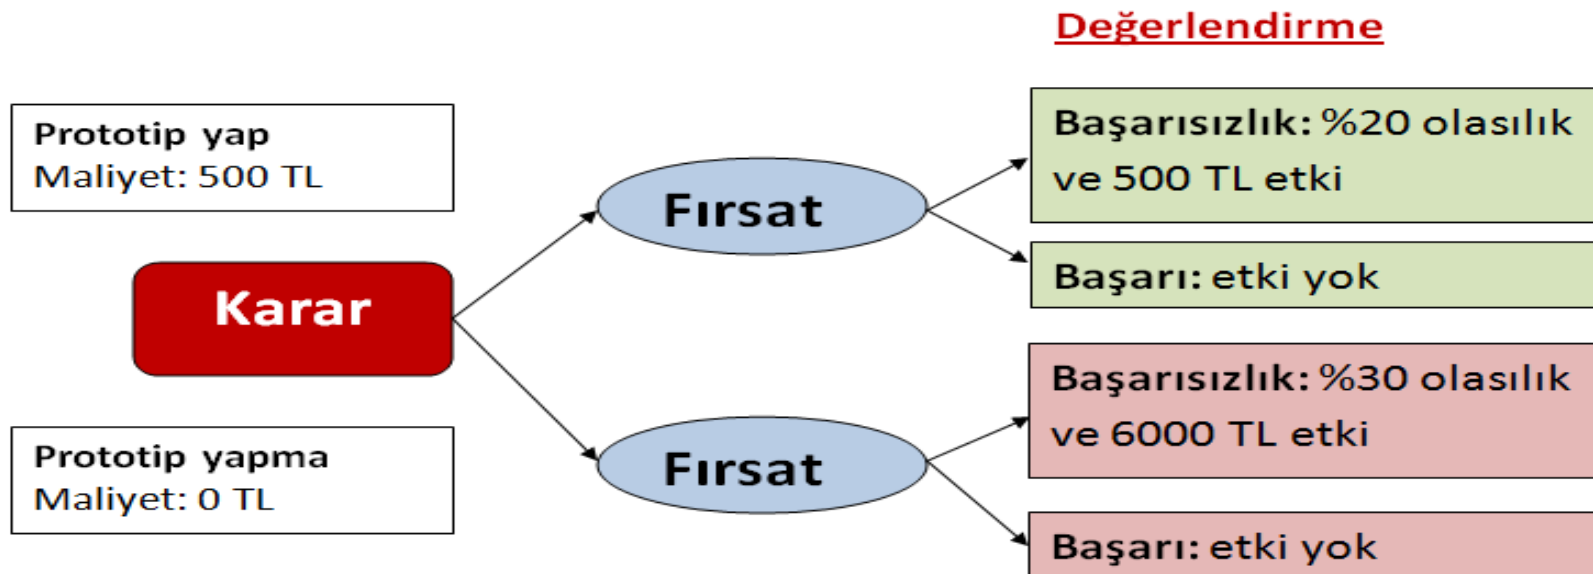 Değerlendirme
Prototip yap
Maliyet: 500 TL
Başarısızlık: %20 olasılık
ve 500 TL etki
Fırsat
Başarı: etki yok
Karar
Başarısızlık: %30 olasılık
ve 6000 TL etki
Prototip yapma
Maliyet: 0 TL
Fırsat
Başarı: etki yok